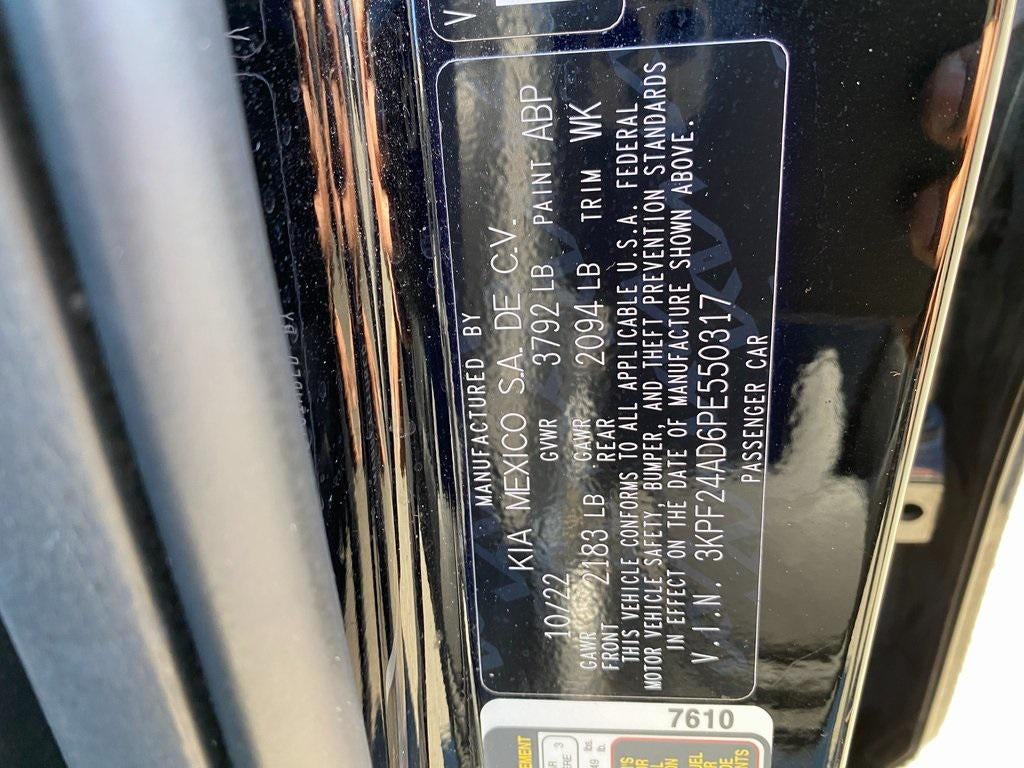 MANUFACTURED BY
KIA MEXICO S.A. DE C.V.
10/22 GVWR 3792 LB PAINT ABP
GAWR FRONT 2183 LB GAWR REAR 2094 LB TRIM WK
THIS VEHICLE CONFORMS TO ALL APPLICABLE U.S.A. FEDERAL
MOTOR VEHICLE SAFETY, BUMPER, AND THEFT PREVENTION STANDARDS
IN EFFECT ON THE DATE OF MANUFACTURE SHOWN ABOVE.
V.I.N. 3KPF24AD6PE550317
PASSENGER CAR
7610